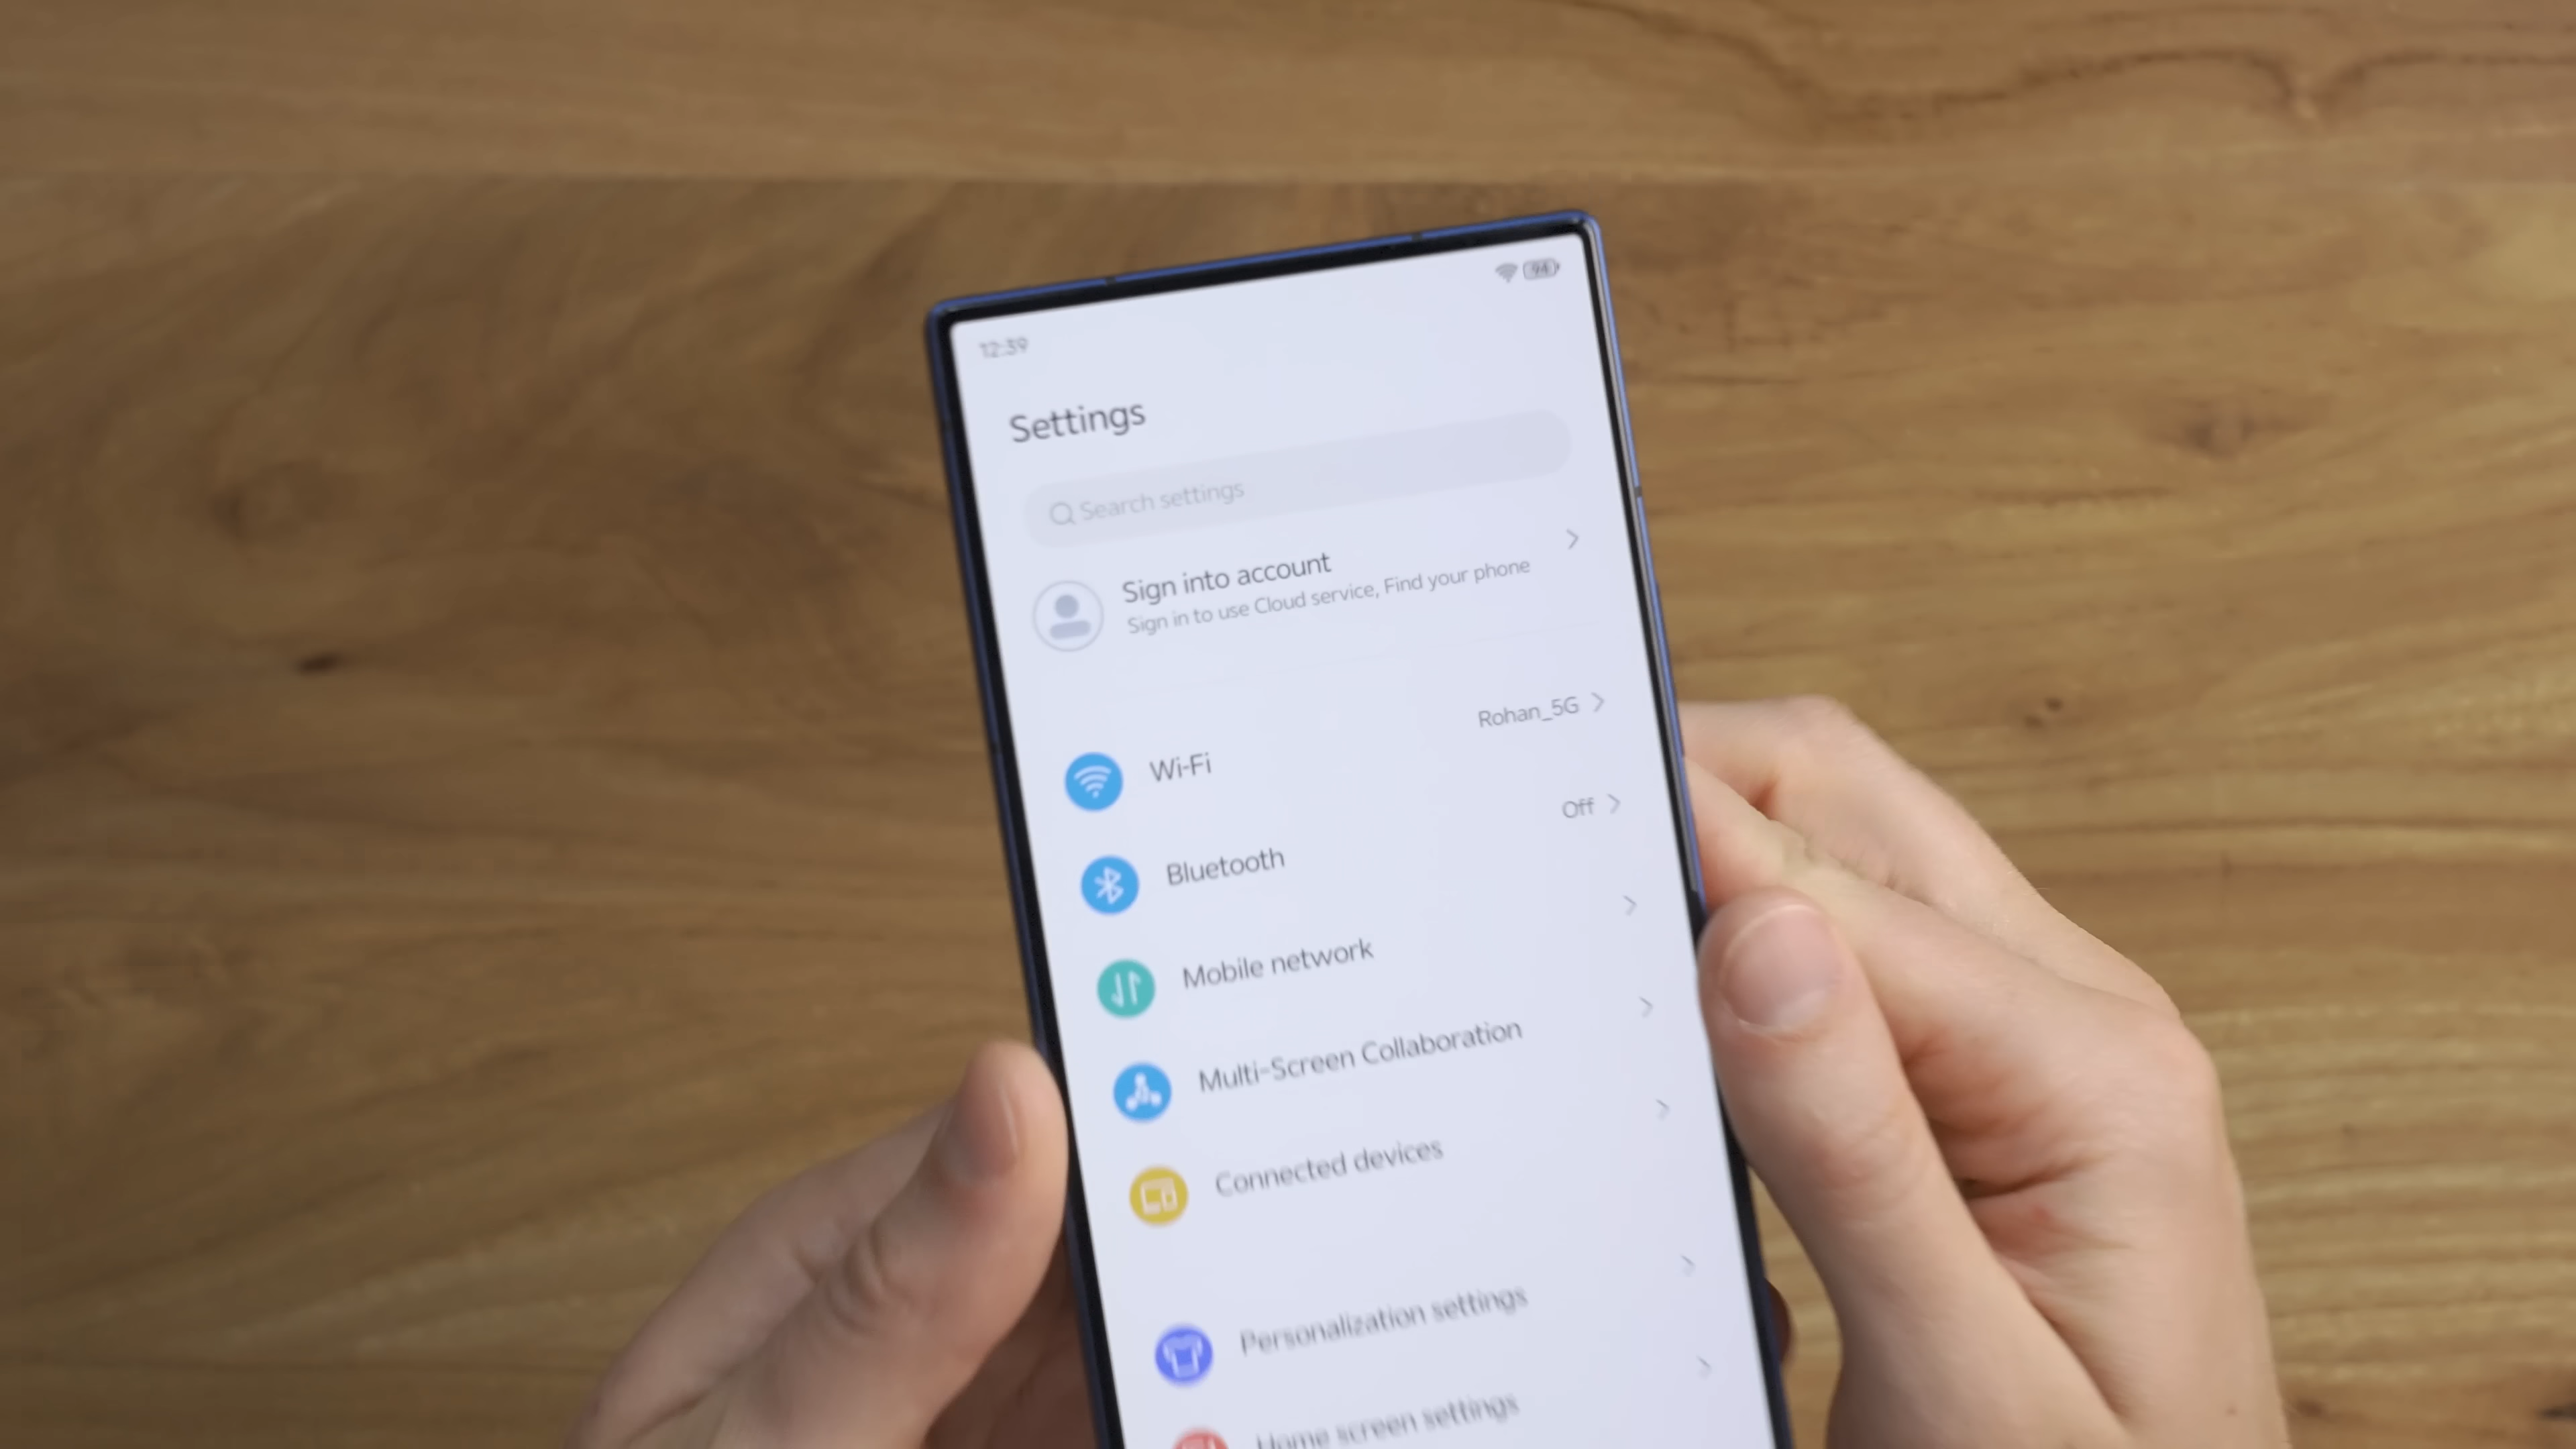 94
12:39
Settings
Search settings
Sign into account
Sign in to use Cloud service, Find your phone
Wi-Fi
Rohan_5G
Bluetooth
Off
Mobile network
Multi-Screen Collaboration
Connected devices
Personalization settings
Home screen settings